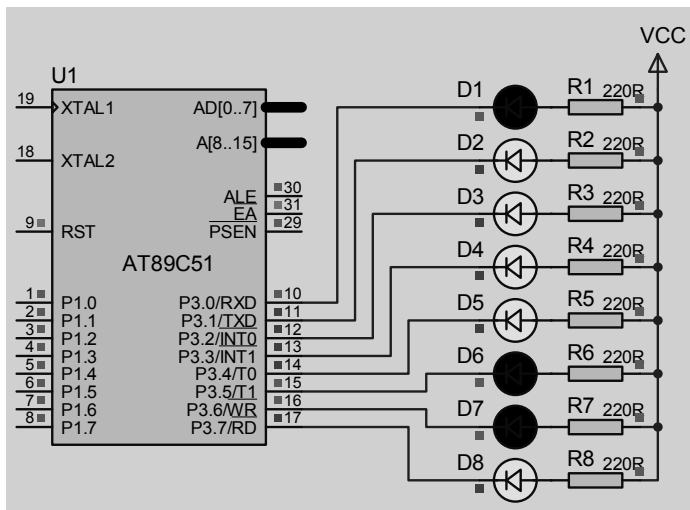 VCC
U1
19 XTAL1 AD[0..7]
A[8..15]
18 XTAL2
ALE 30
EA 31
9 RST PSEN 29
AT89C51
1 P1.0 P3.0/RXD 10
2 P1.1 P3.1/TXD 11
3 P1.2 P3.2/INT0 12
4 P1.3 P3.3/INT1 13
5 P1.4 P3.4/T0 14
6 P1.5 P3.5/T1 15
7 P1.6 P3.6/WR 16
8 P1.7 P3.7/RD 17
D1 R1 220R
D2 R2 220R
D3 R3 220R
D4 R4 220R
D5 R5 220R
D6 R6 220R
D7 R7 220R
D8 R8 220R